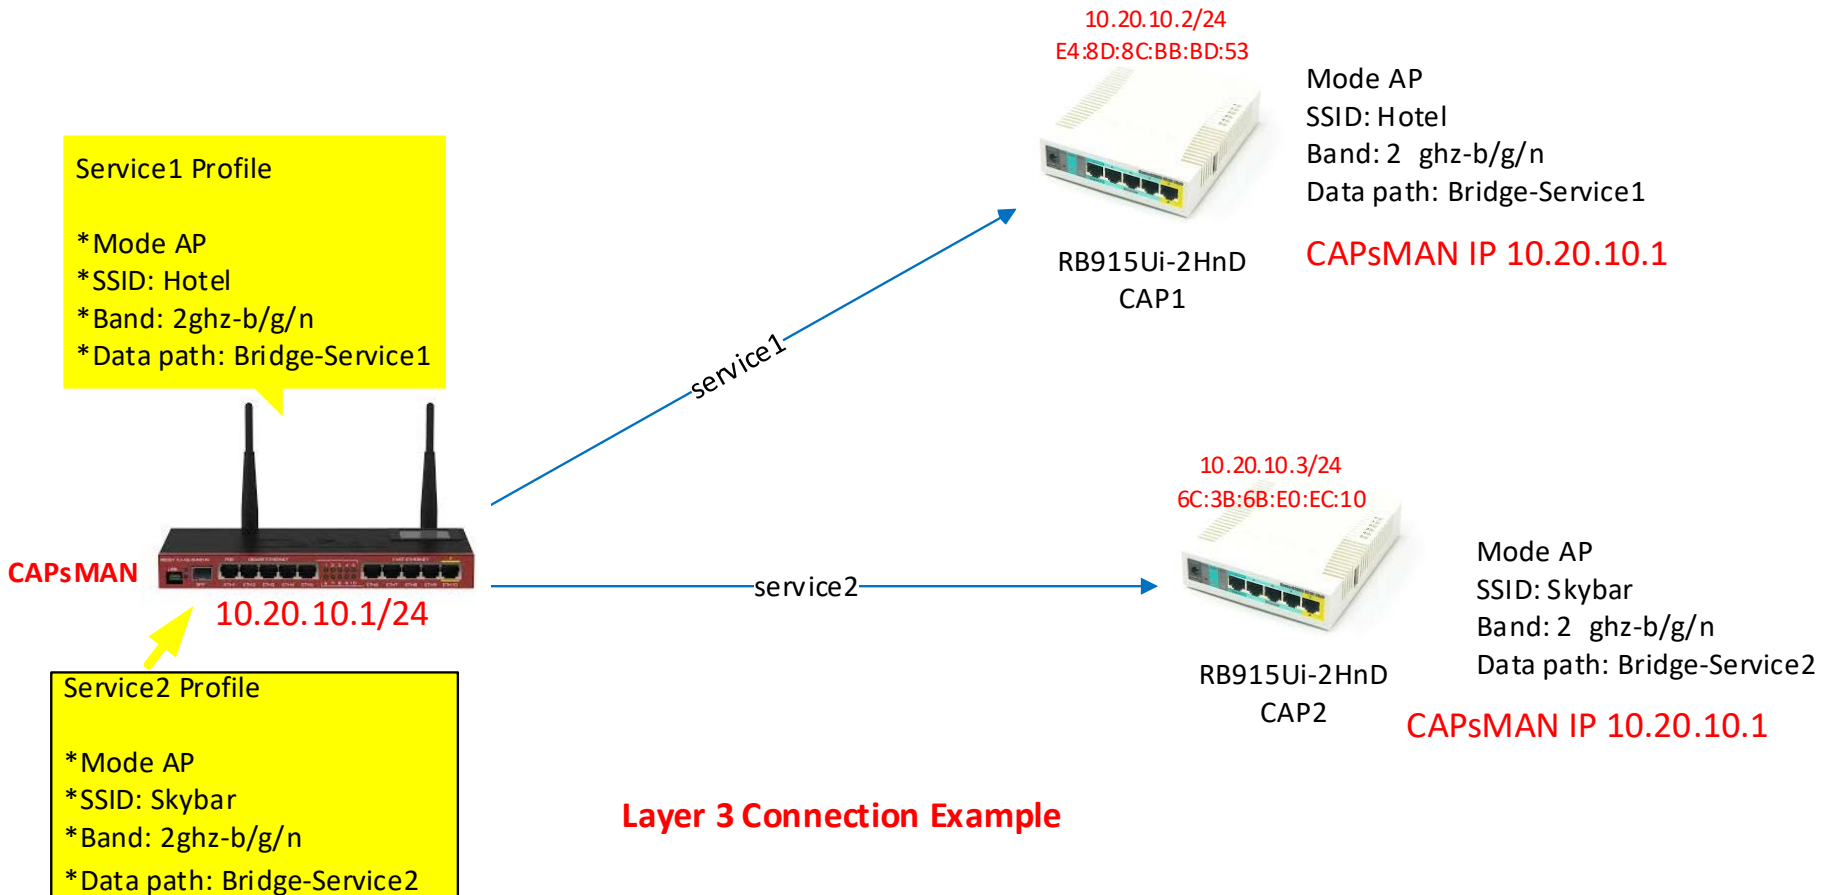 10.20.10.2/24
E4:8D:8C:BB:BD:53
Mode AP
SSID: Hotel
Band: 2 ghz-b/g/n
Data path: Bridge-Service1
CAPsMAN IP 10.20.10.1
RB915Ui-2HnD
CAP1
Service1 Profile
*Mode AP
*SSID: Hotel
*Band: 2ghz-b/g/n
*Data path: Bridge-Service1
service1
CAPsMAN
10.20.10.1/24
service2
10.20.10.3/24
6C:3B:6B:E0:EC:10
Mode AP
SSID: Skybar
Band: 2 ghz-b/g/n
Data path: Bridge-Service2
CAPsMAN IP 10.20.10.1
RB915Ui-2HnD
CAP2
Service2 Profile
*Mode AP
*SSID: Skybar
*Band: 2ghz-b/g/n
*Data path: Bridge-Service2
Layer 3 Connection Example